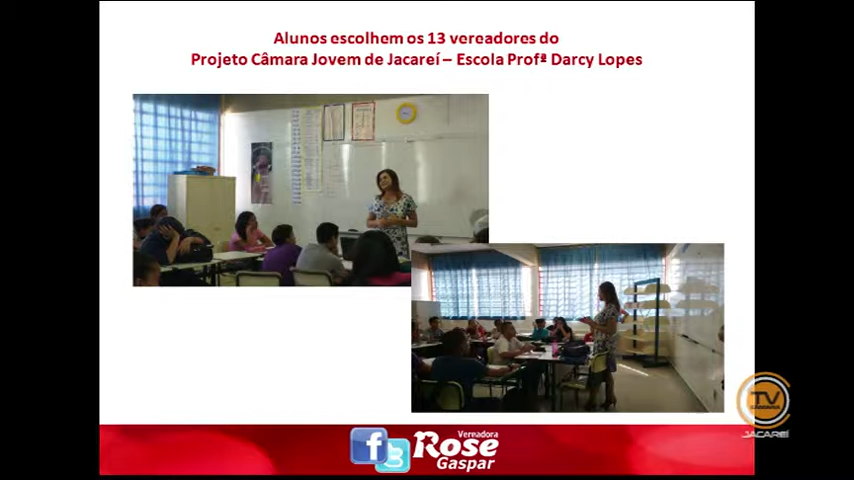 Alunos escolhem os 13 vereadores do
Projeto Câmara Jovem de Jacareí – Escola Profª Darcy Lopes
TV
CÂMARA
JACAREÍ
f
t
Vereadora
Rose
Gaspar